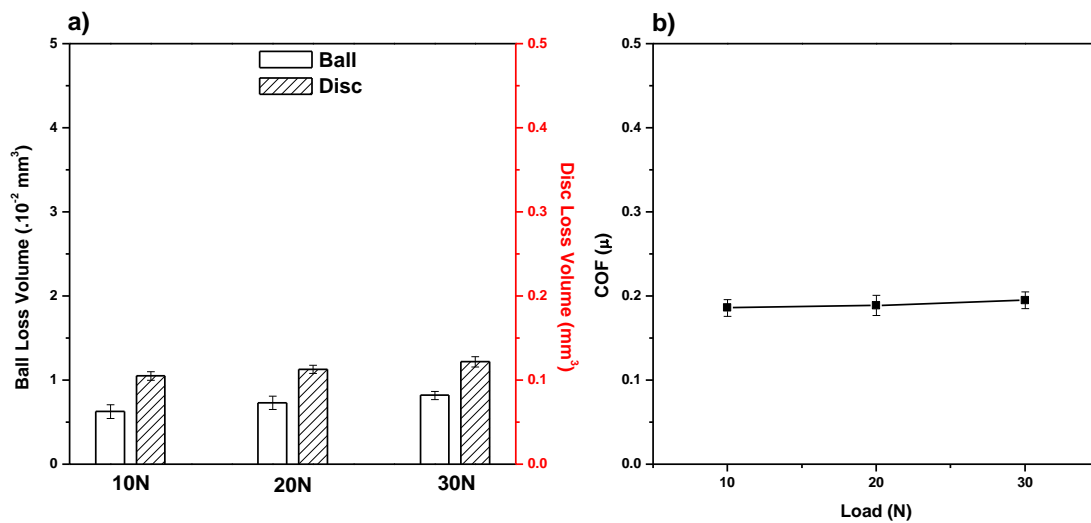 a)
Ball
Disc
5
4
3
2
1
0
Ball Loss Volume (.10⁻² mm³)
0.5
0.4
0.3
0.2
0.1
0.0
Disc Loss Volume (mm³)
10N
20N
30N
b)
0.5
0.4
0.3
0.2
0.1
0.0
COF (μ)
10
20
30
Load (N)